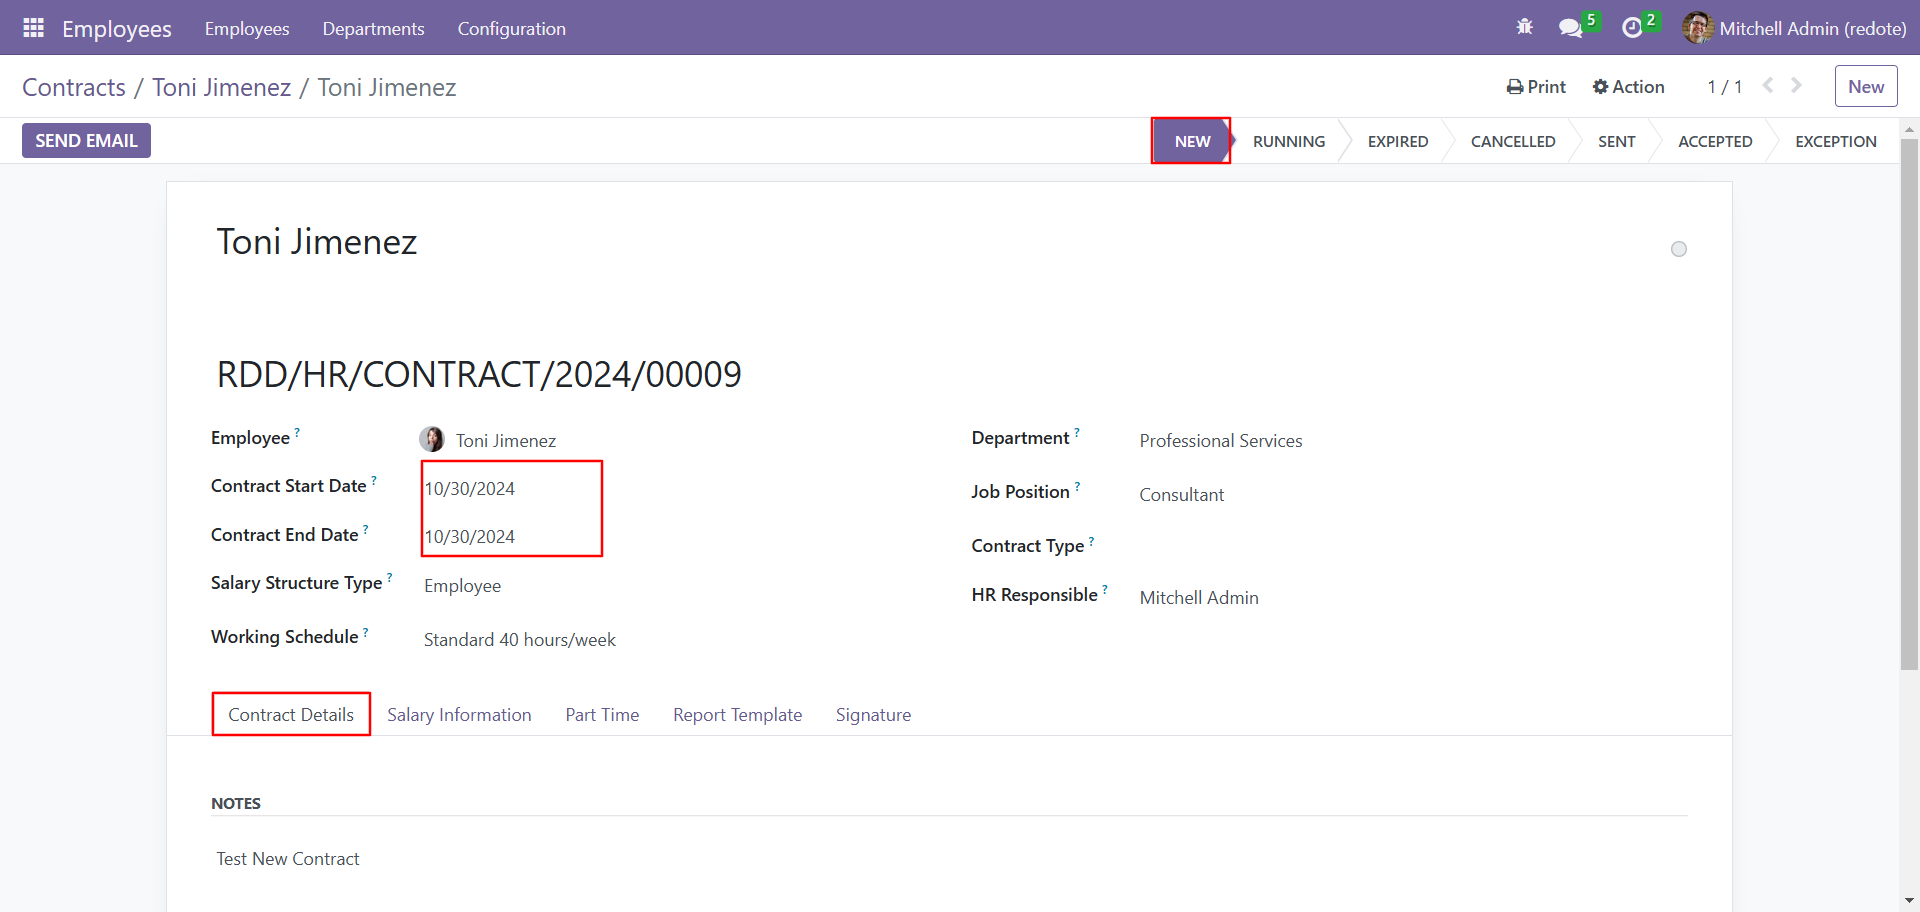 Employees Employees Departments Configuration 5 2 Mitchell Admin (redote)
Contracts / Toni Jimenez / Toni Jimenez Print Action 1 / 1 New
SEND EMAIL NEW RUNNING EXPIRED CANCELLED SENT ACCEPTED EXCEPTION
Toni Jimenez
RDD/HR/CONTRACT/2024/00009
Employee ? Toni Jimenez Department ? Professional Services
Contract Start Date ? 10/30/2024 Job Position ? Consultant
Contract End Date ? 10/30/2024 Contract Type ?
Salary Structure Type ? Employee HR Responsible ? Mitchell Admin
Working Schedule ? Standard 40 hours/week
Contract Details Salary Information Part Time Report Template Signature
NOTES
Test New Contract